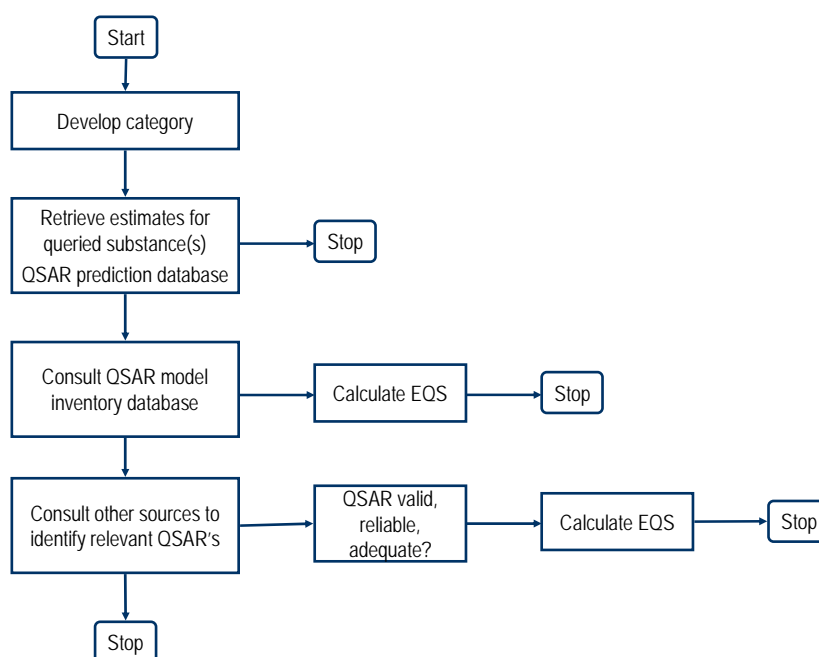 Start
Develop category
Retrieve estimates for
queried substance(s)
QSAR prediction database
Stop
Consult QSAR model
inventory database
Calculate EQS
Stop
Consult other sources to
identify relevant QSAR's
QSAR valid,
reliable,
adequate?
Calculate EQS
Stop
Stop